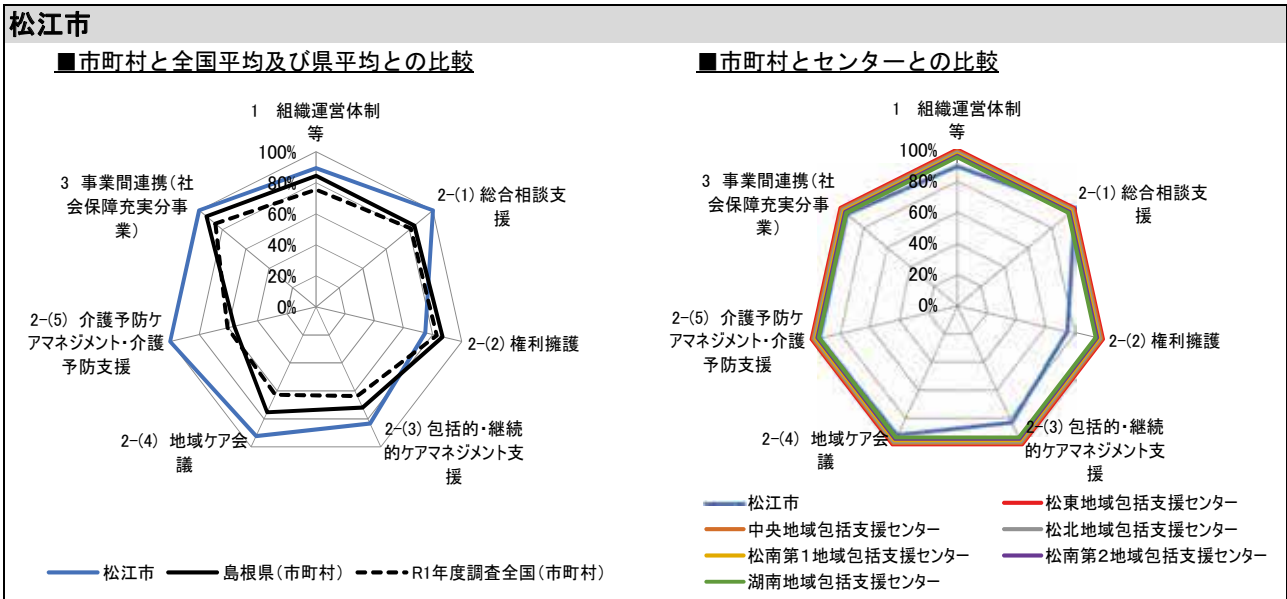 松江市
■市町村と全国平均及び県平均との比較
1 組織運営体制
等
100%
80%
60%
40%
20%
0%
2-(1) 総合相談支
援
2-(2) 権利擁護
2-(3) 包括的・継続
的ケアマネジメント支
援
2-(4) 地域ケア会
議
2-(5) 介護予防ケ
アマネジメント・介護
予防支援
3 事業間連携(社
会保障充実分事
業)
松江市
島根県(市町村)
R1年度調査全国(市町村)
■市町村とセンターとの比較
1 組織運営体制
等
100%
80%
60%
40%
20%
0%
2-(1) 総合相談支
援
2-(2) 権利擁護
2-(3) 包括的・継続
的ケアマネジメント支
援
2-(4) 地域ケア会
議
2-(5) 介護予防ケ
アマネジメント・介護
予防支援
3 事業間連携(社
会保障充実分事
業)
松江市
松東地域包括支援センター
中央地域包括支援センター
松北地域包括支援センター
松南第1地域包括支援センター
松南第2地域包括支援センター
湖南地域包括支援センター